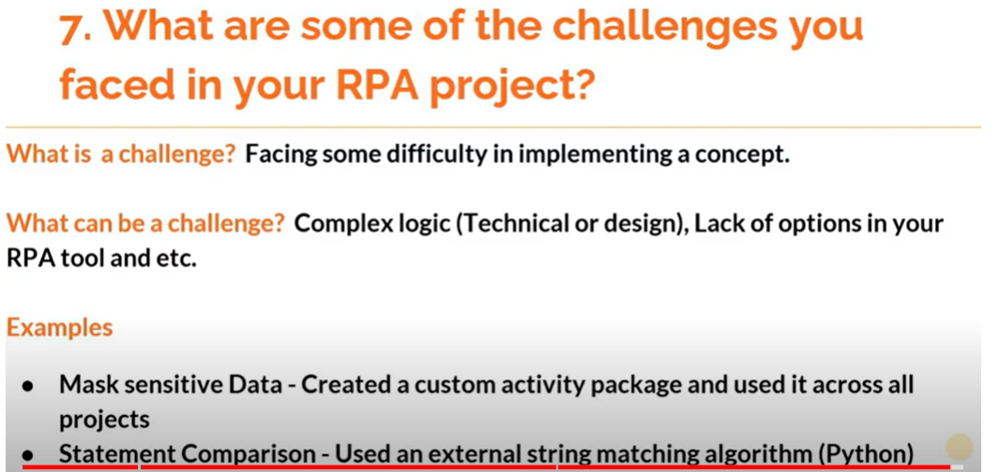 7. What are some of the challenges you
faced in your RPA project?
What is a challenge? Facing some difficulty in implementing a concept.
What can be a challenge? Complex logic (Technical or design), Lack of options in your
RPA tool and etc.
Examples
● Mask sensitive Data - Created a custom activity package and used it across all
projects
● Statement Comparison - Used an external string matching algorithm (Python)